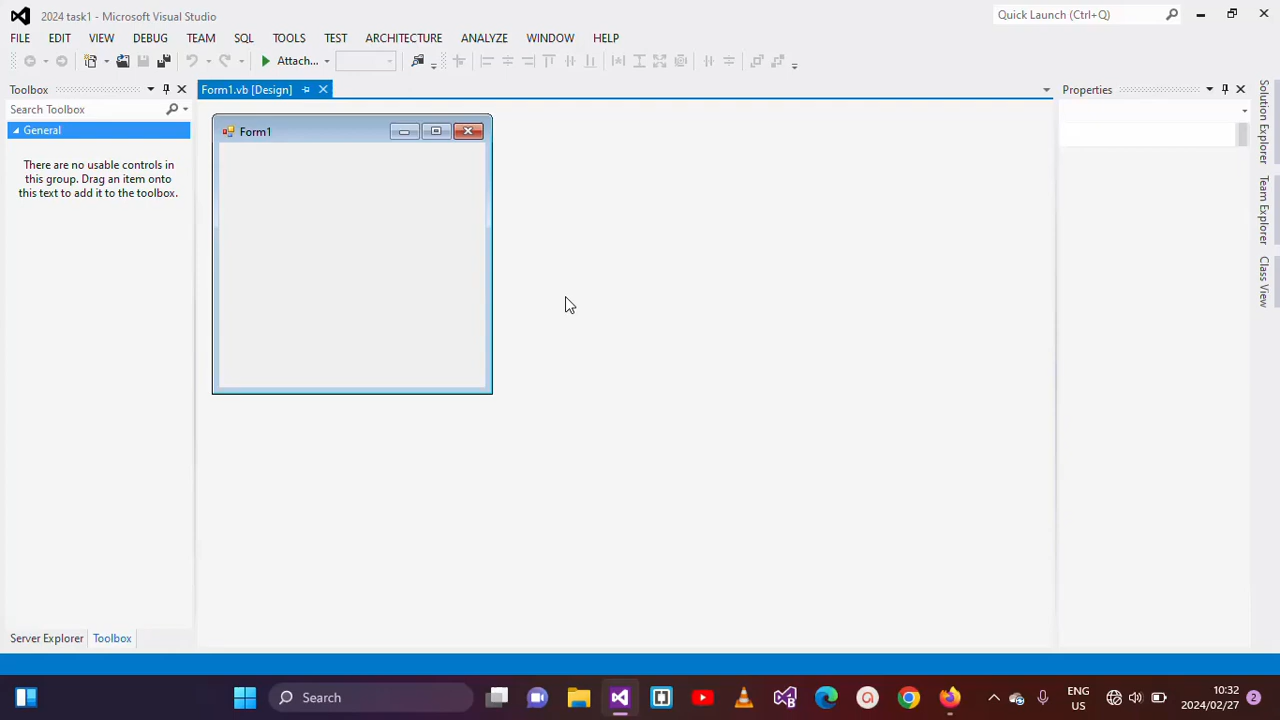 2024 task1 - Microsoft Visual Studio
Quick Launch (Ctrl+Q)
FILE EDIT VIEW DEBUG TEAM SQL TOOLS TEST ARCHITECTURE ANALYZE WINDOW HELP
Attach...
Toolbox
Form1.vb [Design]
Properties
Search Toolbox
General
There are no usable controls in
this group. Drag an item onto
this text to add it to the toolbox.
Form1
Solution Explorer
Team Explorer
Class View
Server Explorer
Toolbox
Search
ENG
US
10:32
2024/02/27
2